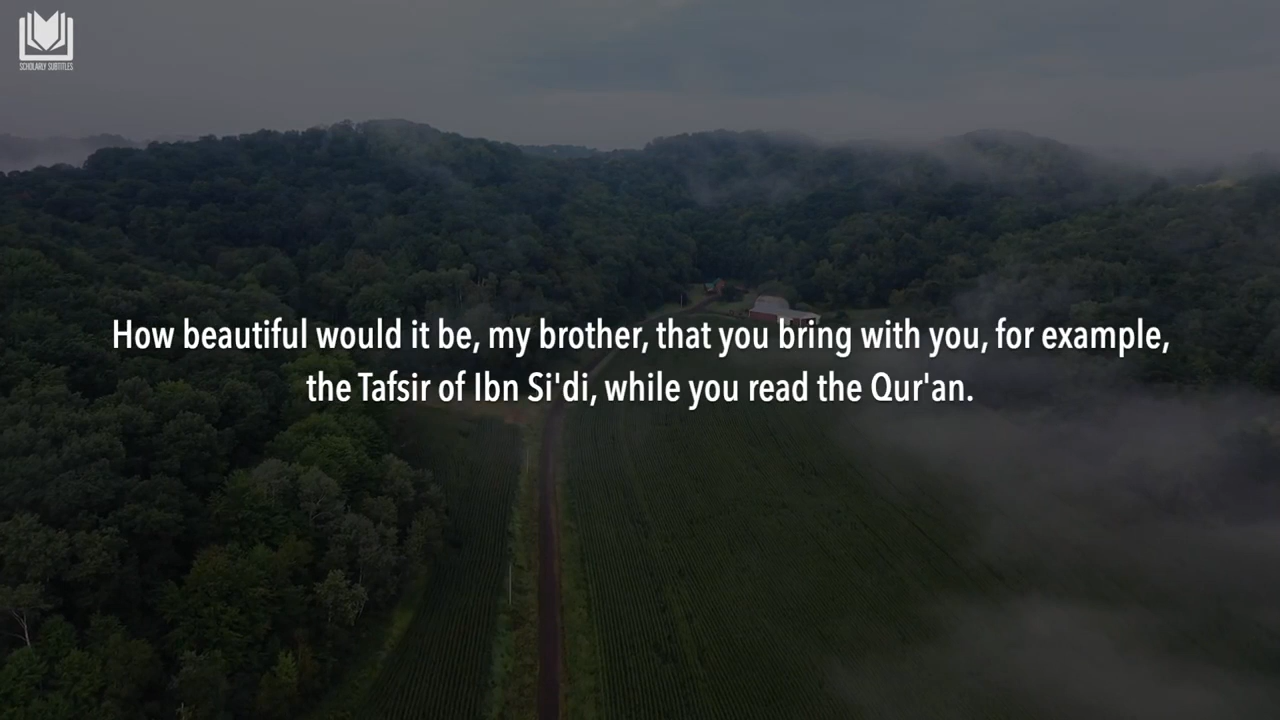 SCHOLARLY SUBTITLES
How beautiful would it be, my brother, that you bring with you, for example,
the Tafsir of Ibn Si'di, while you read the Qur'an.